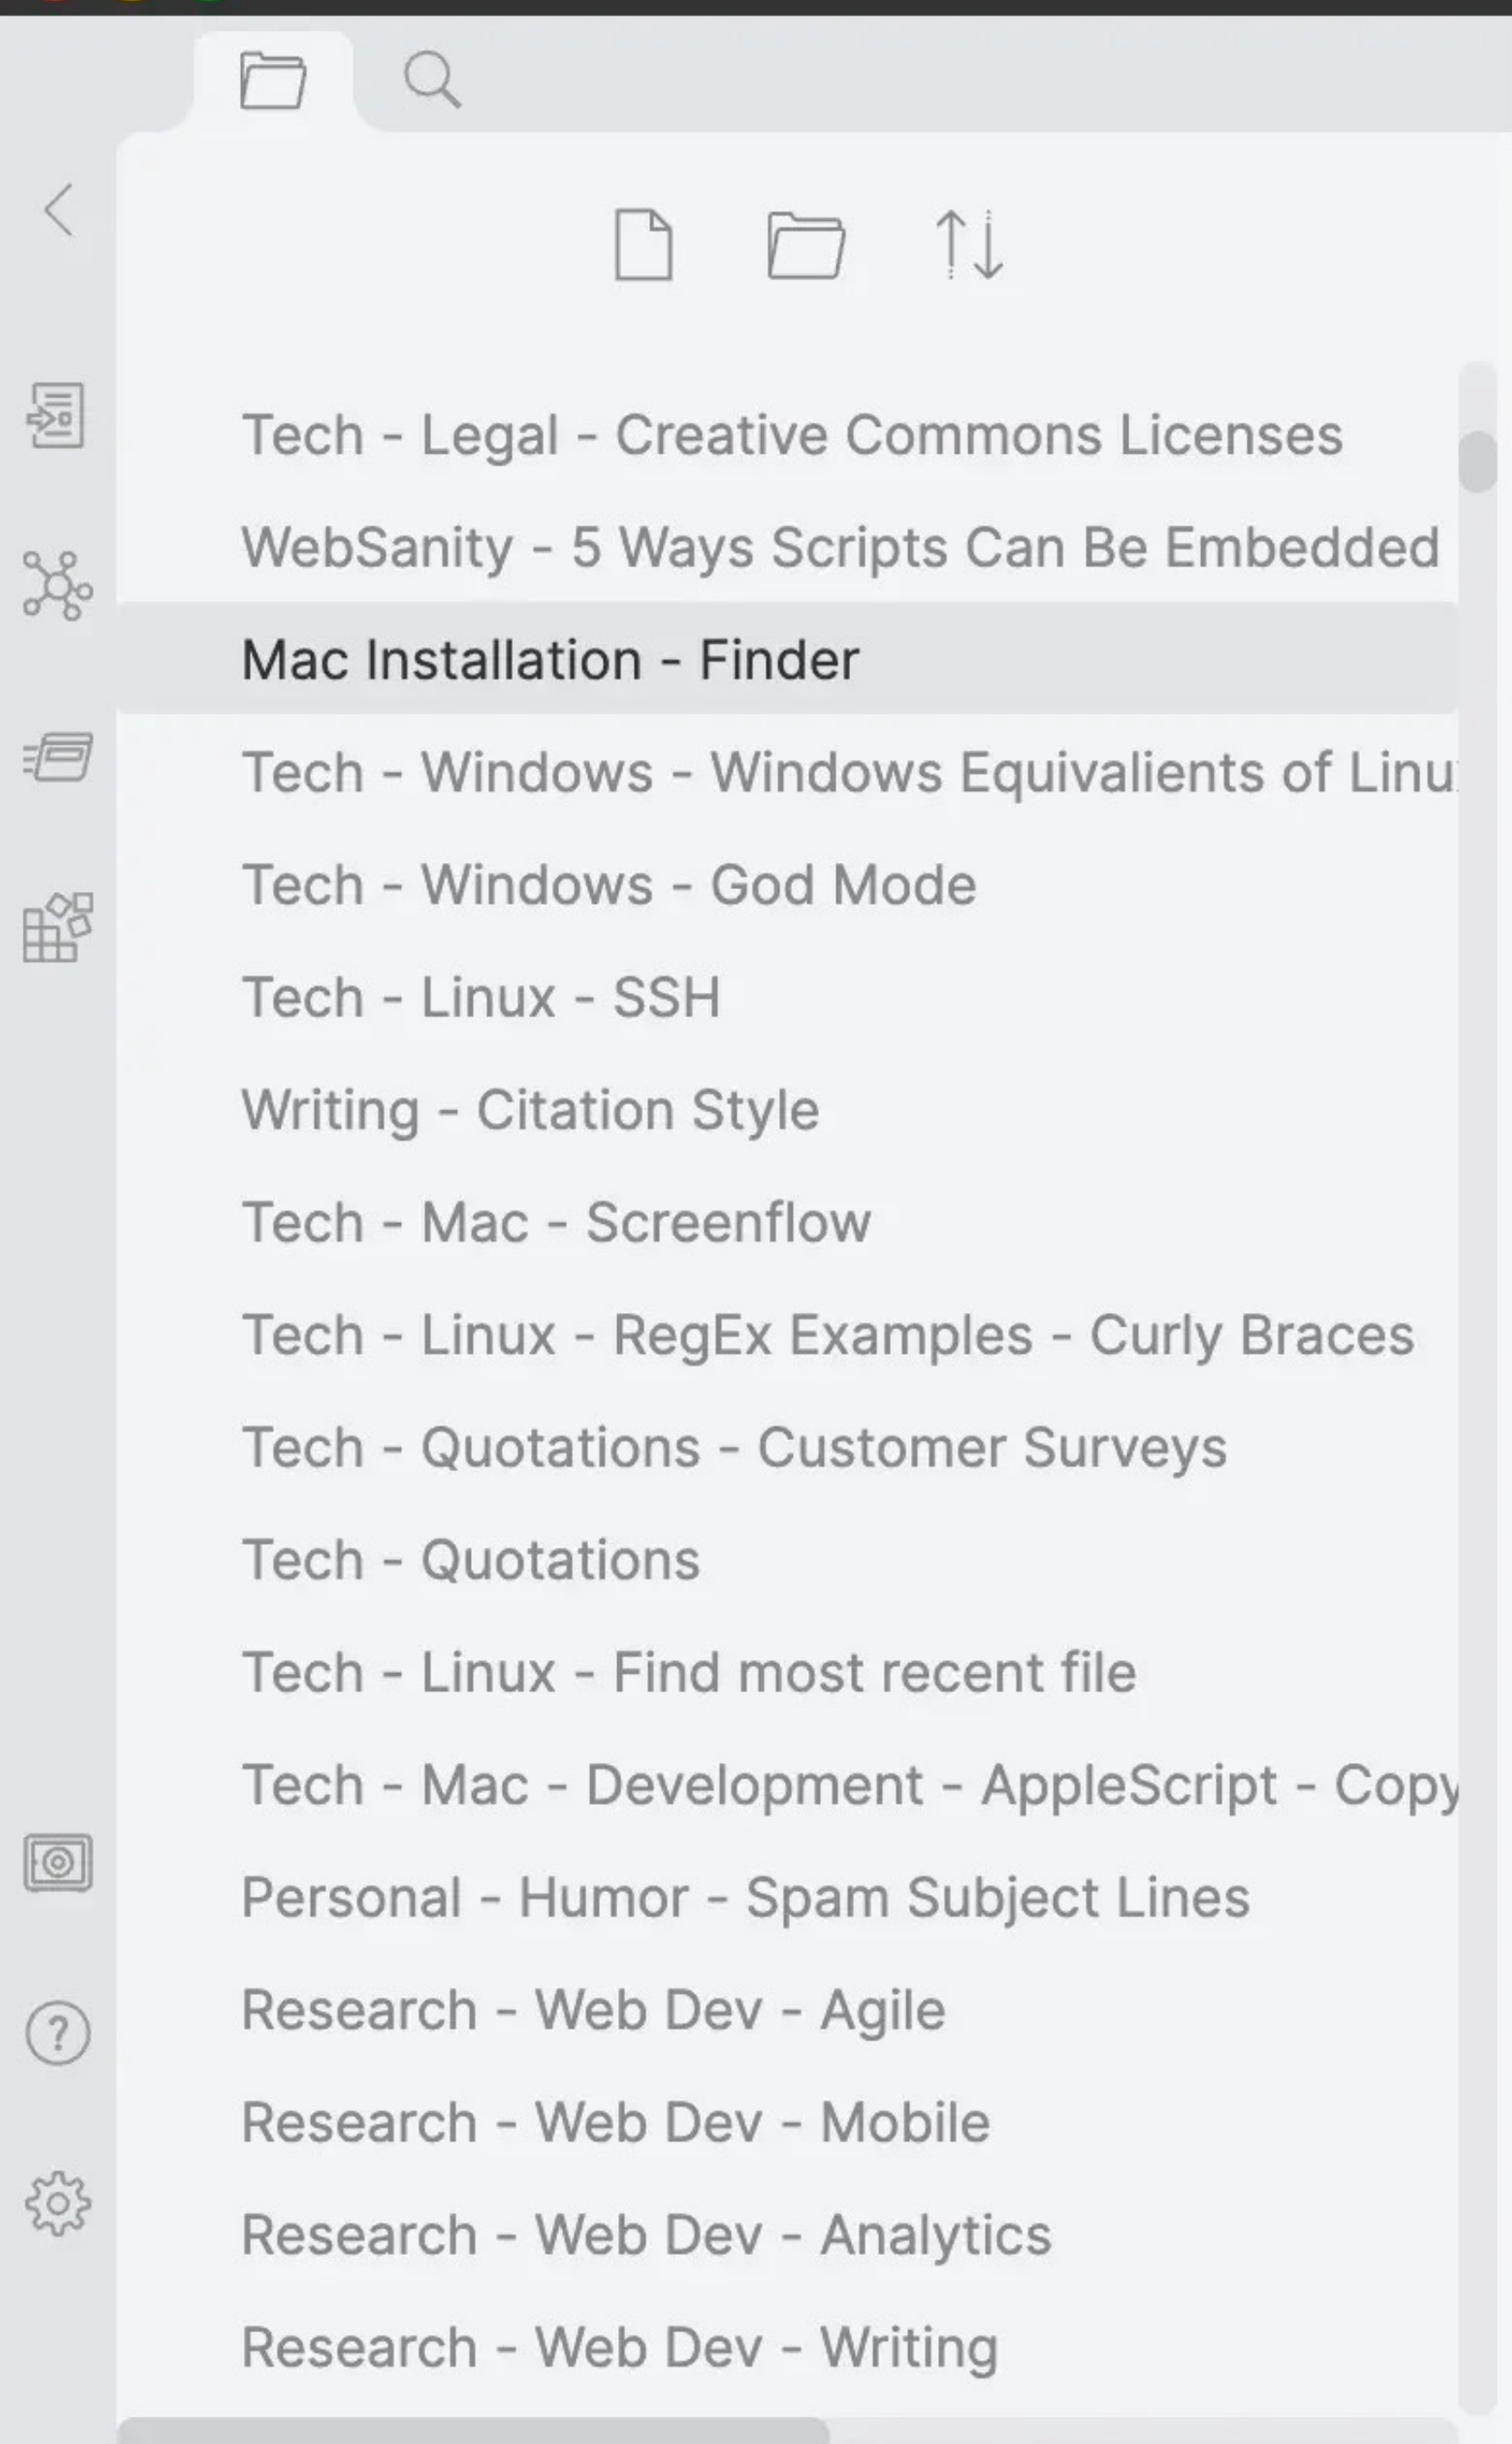 Tech - Legal - Creative Commons Licenses
WebSanity - 5 Ways Scripts Can Be Embedded
Mac Installation - Finder
Tech - Windows - Windows Equivalients of Linu
Tech - Windows - God Mode
Tech - Linux - SSH
Writing - Citation Style
Tech - Mac - Screenflow
Tech - Linux - RegEx Examples - Curly Braces
Tech - Quotations - Customer Surveys
Tech - Quotations
Tech - Linux - Find most recent file
Tech - Mac - Development - AppleScript - Copy
Personal - Humor - Spam Subject Lines
Research - Web Dev - Agile
Research - Web Dev - Mobile
Research - Web Dev - Analytics
Research - Web Dev - Writing